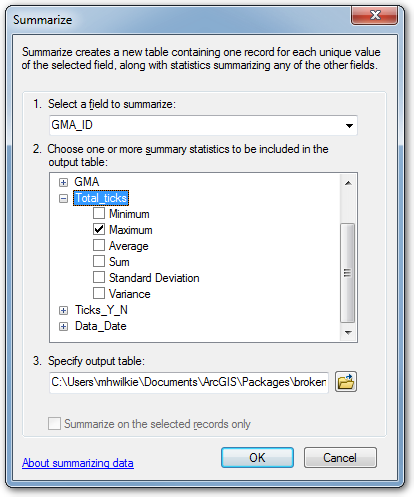 Summarize
Summarize creates a new table containing one record for each unique value
of the selected field, along with statistics summarizing any of the other fields.
1. Select a field to summarize:
GMA_ID
2. Choose one or more summary statistics to be included in the
output table:
GMA
Total_ticks
Minimum
Maximum
Average
Sum
Standard Deviation
Variance
Ticks_Y_N
Data_Date
3. Specify output table:
C:\Users\mhwilkie\Documents\ArcGIS\Packages\broker
Summarize on the selected records only
About summarizing data
OK
Cancel